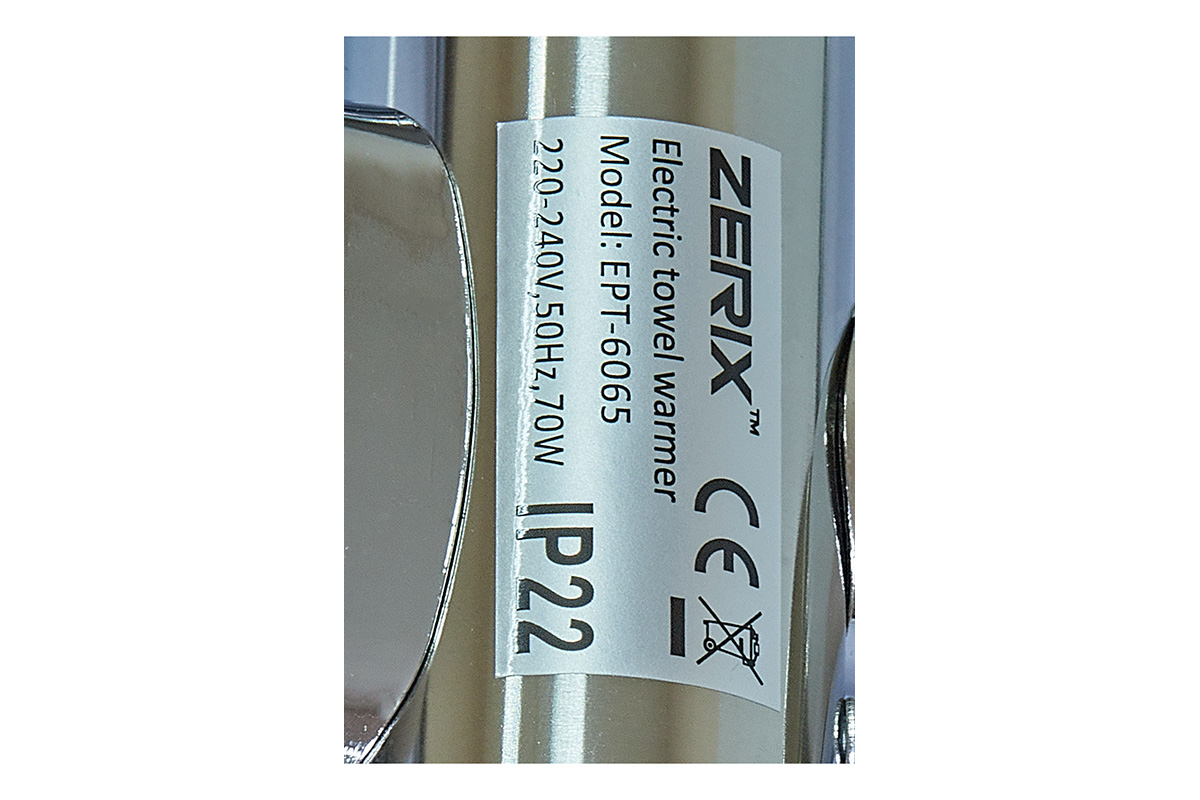 ZERIX™
CE
Electric towel warmer
Model: EPT-6065
220-240V,50Hz,70W
IP22